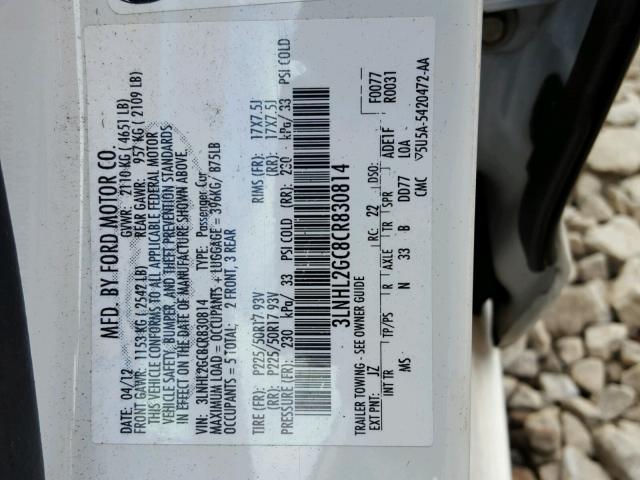 MFD. BY FORD MOTOR CO.
DATE: 04/12 GVWR: 2110 KG ( 4651 LB)
FRONT GAWR: 1153 KG ( 2542 LB) REAR GAWR: 957 KG ( 2109 LB)
THIS VEHICLE CONFORMS TO ALL APPLICABLE FEDERAL MOTOR
VEHICLE SAFETY, BUMPER, AND THEFT PREVENTION STANDARDS
IN EFFECT ON THE DATE OF MANUFACTURE SHOWN ABOVE.
VIN: 3LNHL2GC8CR830814 TYPE: Passenger Car
MAXIMUM LOAD = OCCUPANTS + LUGGAGE = 396KG/ 875LB
OCCUPANTS = 5 TOTAL: 2 FRONT, 3 REAR
TIRE (FR): P225/50R17 93V RIMS (FR): 17X7.5J
(RR): P225/50R17 93V (RR): 17X7.5J
PRESSURE (FR): 230 kPa/ 33 PSI COLD (RR): 230 kPa/ 33 PSI COLD
3LNHL2GC8CR830814
TRAILER TOWING - SEE OWNER GUIDE
F0077
R0031
EXT PNT: JZ RC: 22 DSO:
INT TR TP/PS R AXLE TR SPR ADE1F
MS N 33 B DD77 LOA
CMC 5U5A-5420472-AA